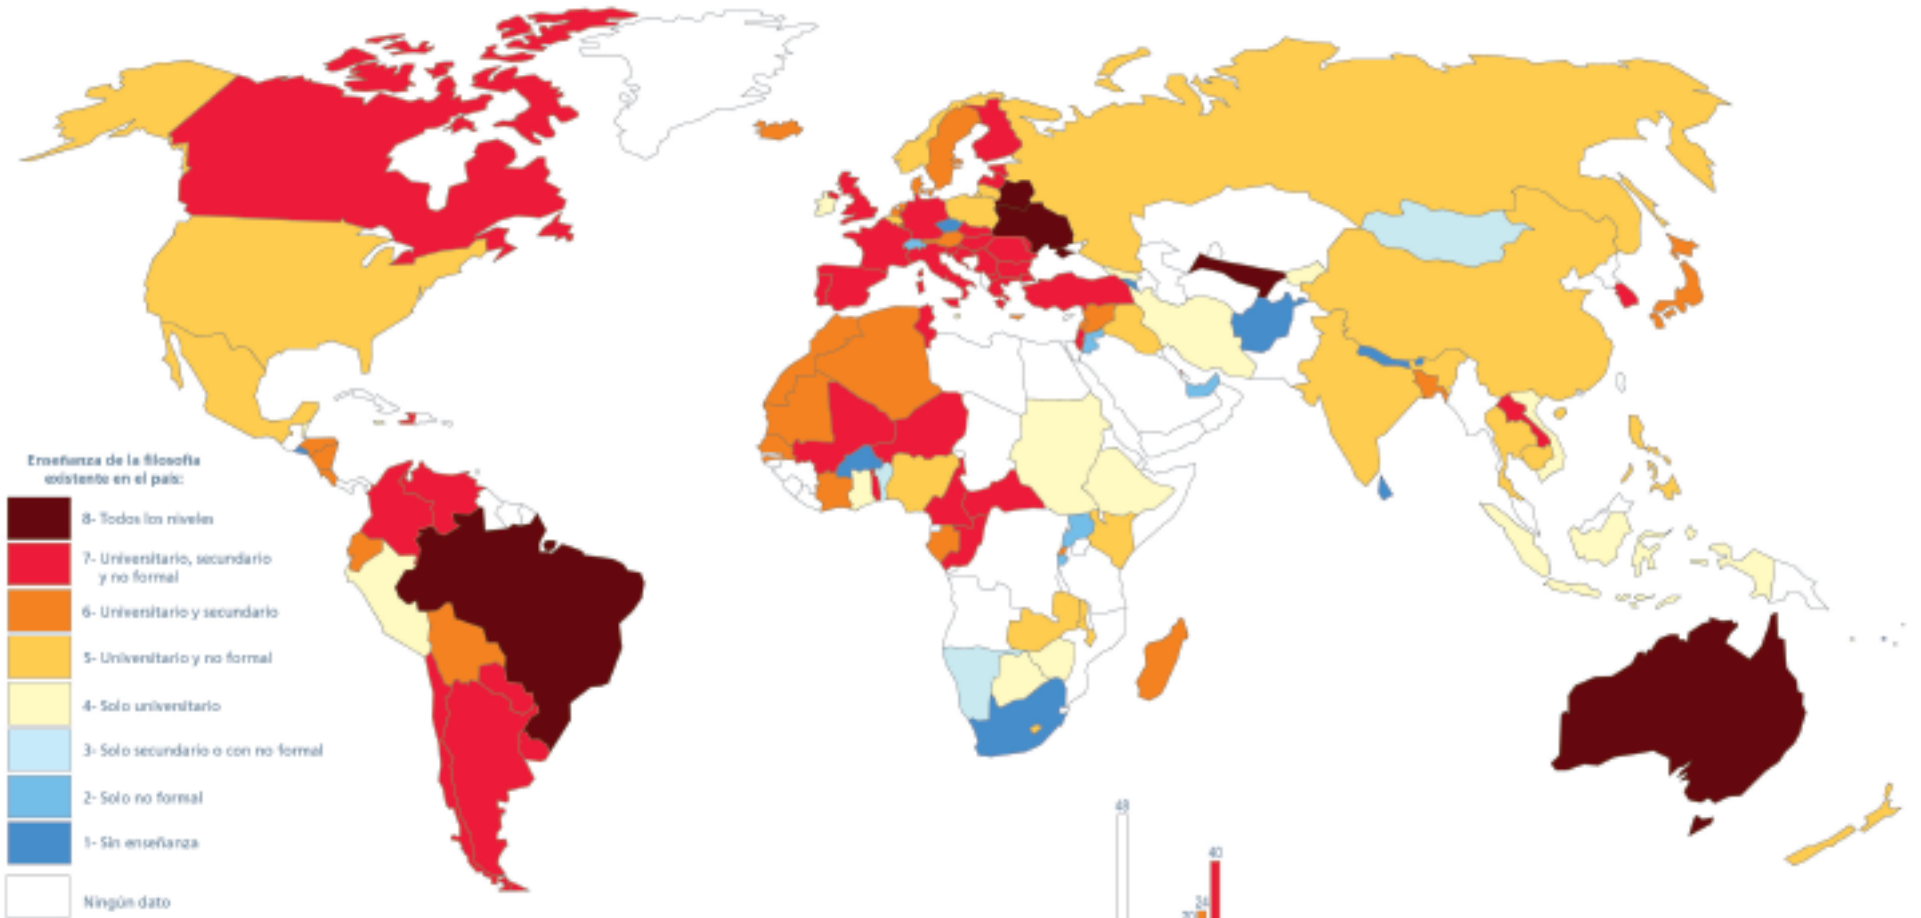 Enseñanza de la filosofía
existente en el país:
8- Todos los niveles
7- Universitario, secundario
y no formal
6- Universitario y secundario
5- Universitario y no formal
4- Solo universitario
3- Solo secundario o con no formal
2- Solo no formal
1- Sin enseñanza
Ningún dato
48
40
24
20